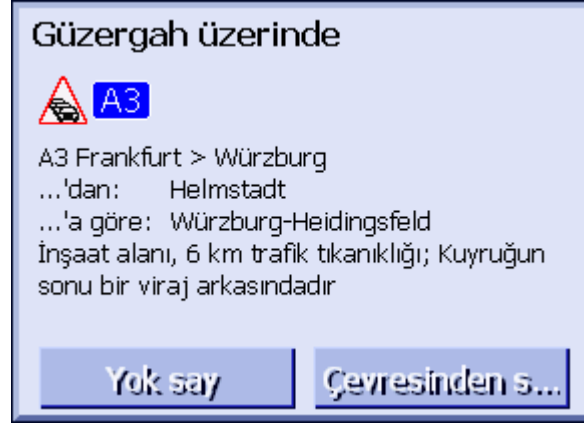 Güzergah üzerinde
A3
A3 Frankfurt > Würzburg
...'dan: Helmstadt
...'a göre: Würzburg-Heidingsfeld
İnşaat alanı, 6 km trafik tıkanıklığı; Kuyruğun
sonu bir viraj arkasındadır
Yok say Çevresinden s...